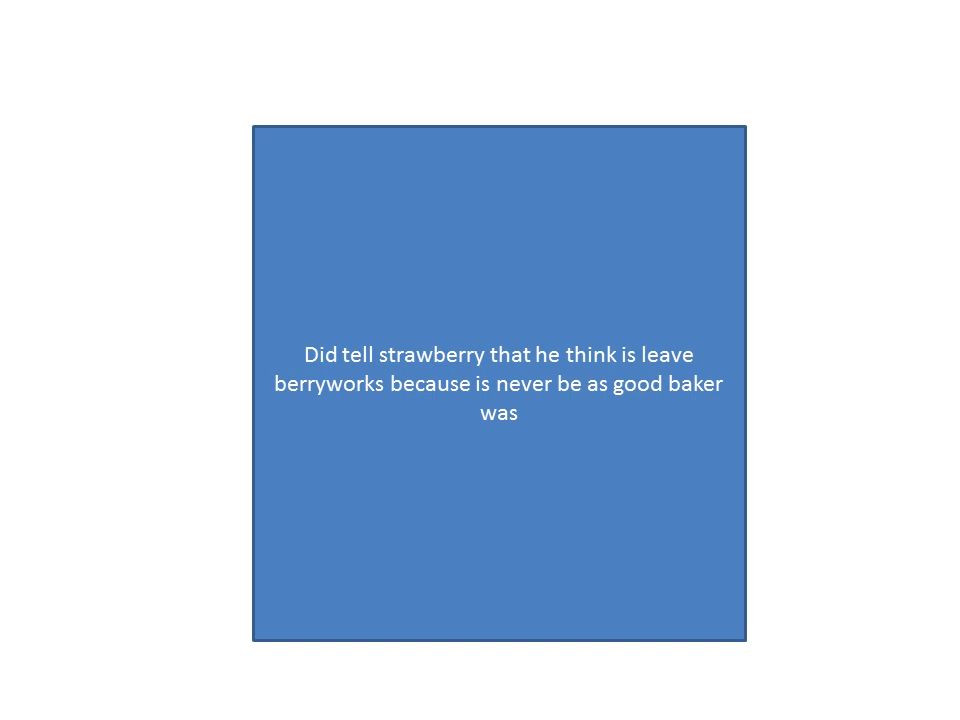 Did tell strawberry that he think is leave
berryworks because is never be as good baker
was